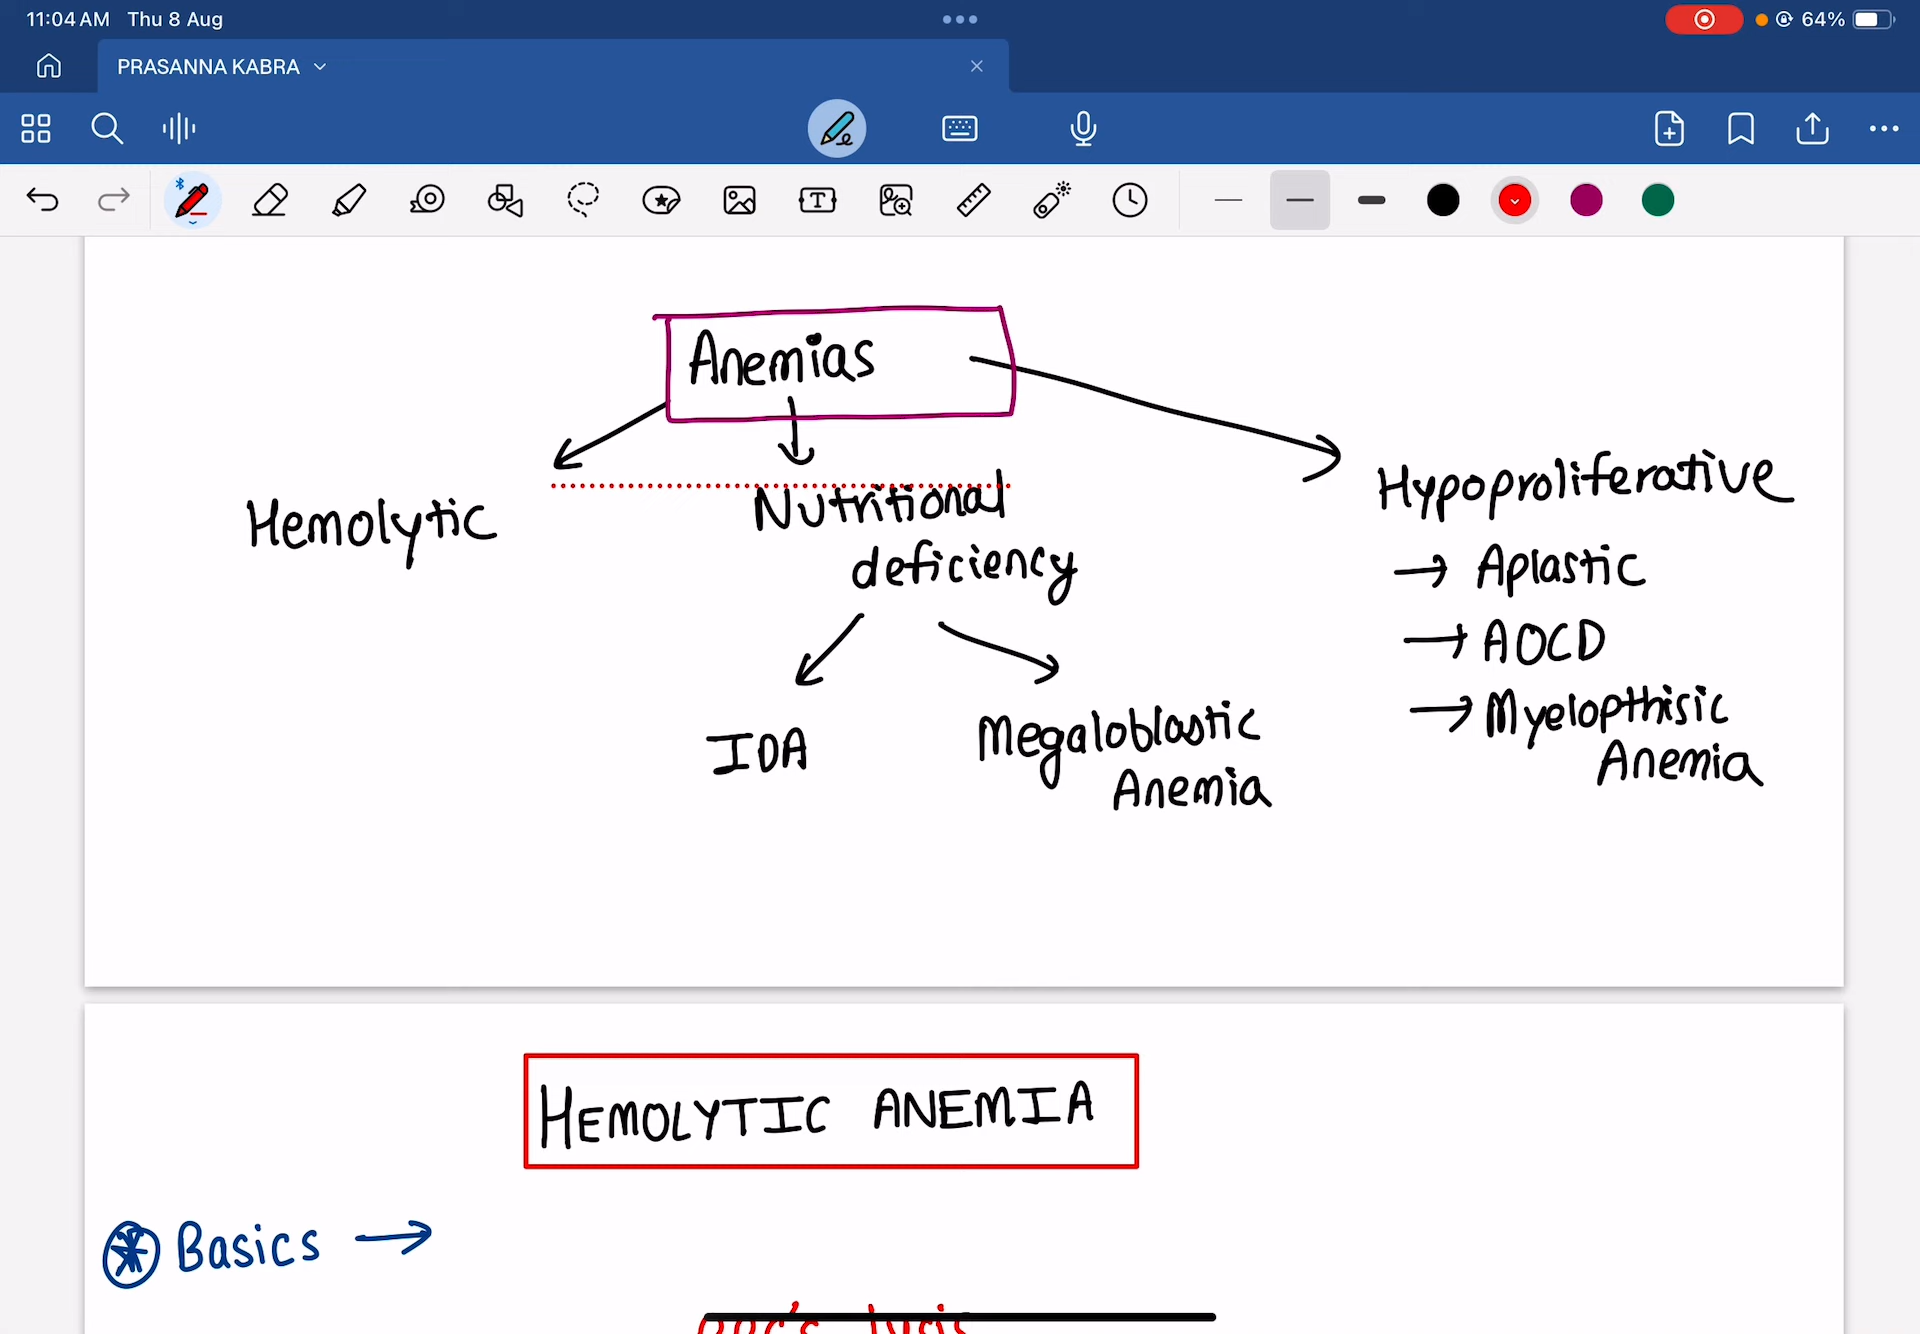 11:04 AM Thu 8 Aug
64%
PRASANNA KABRA
Anemias
Hemolytic
Nutritional
deficiency
IDA
Megaloblastic
Anemia
Hypoproliferative
→ Aplastic
→ AOCD
→ Myelopthisic
Anemia
HEMOLYTIC ANEMIA
Basics →
lysis